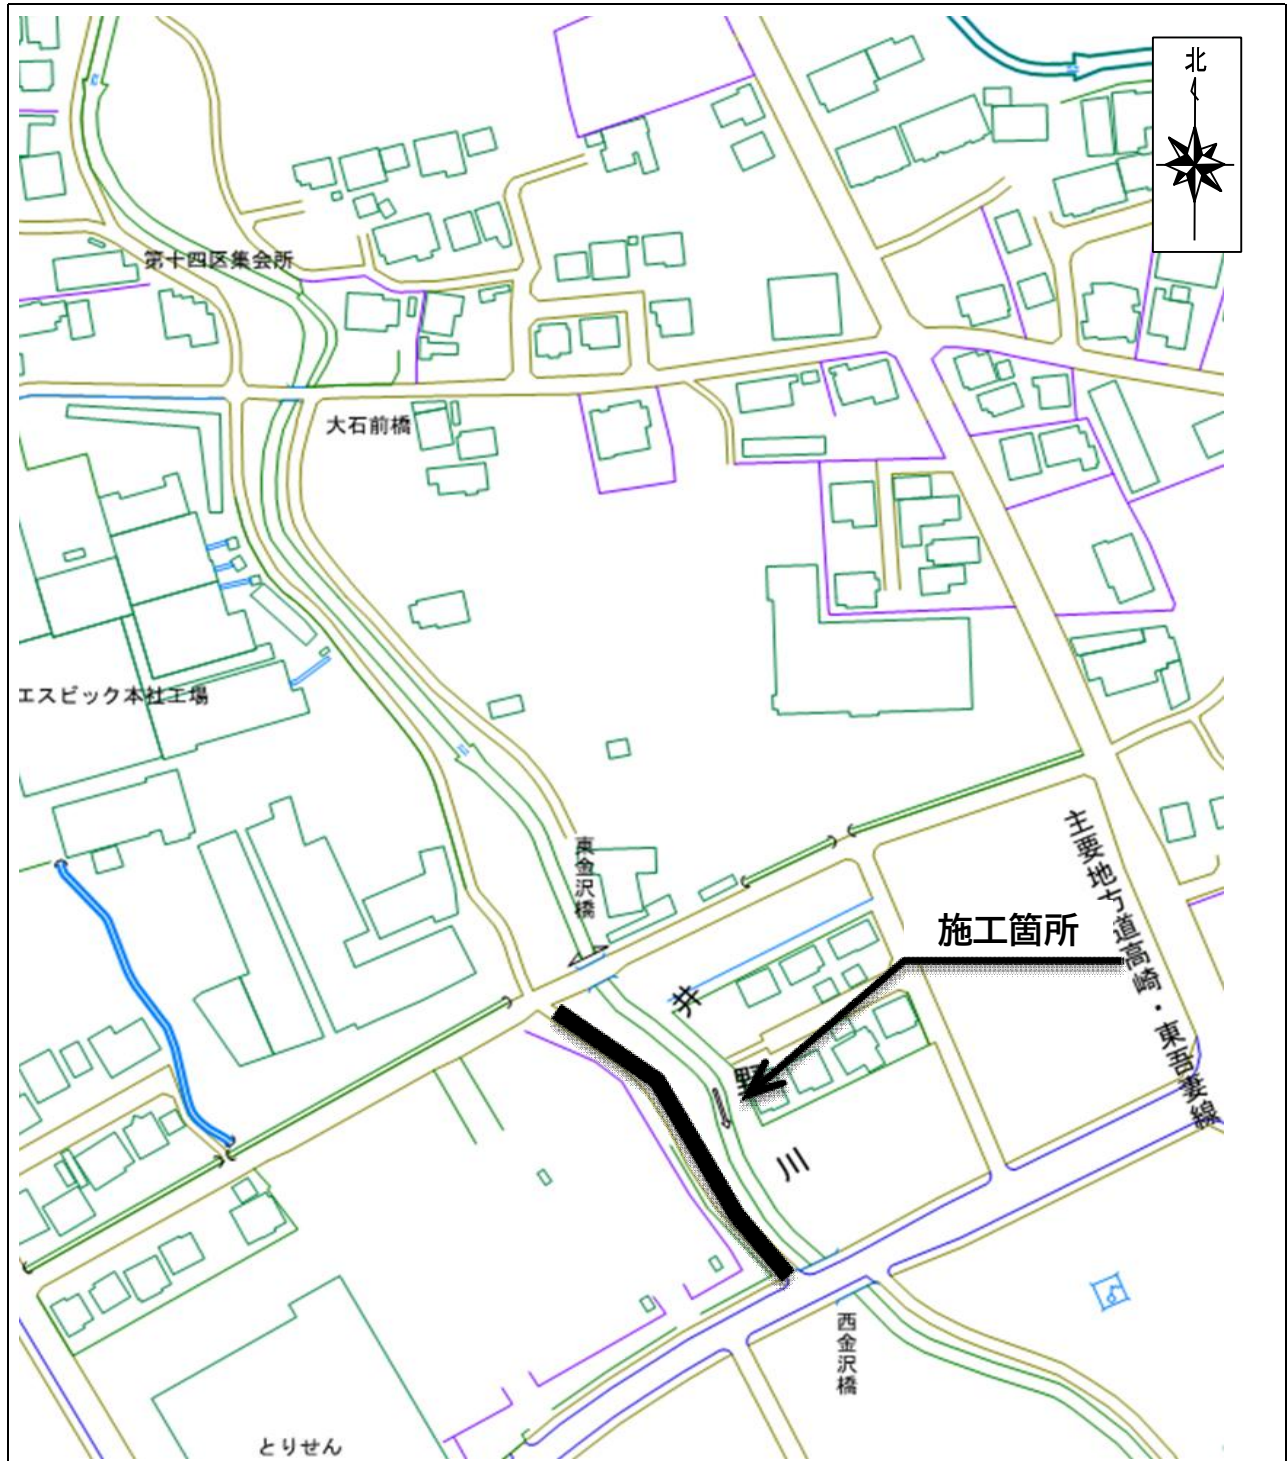 北
第十四区集会所
大石前橋
エスビック本社工場
東金沢橋
主要地方道高崎・東吾妻線
施工箇所
井野川
西金沢橋
とりせん